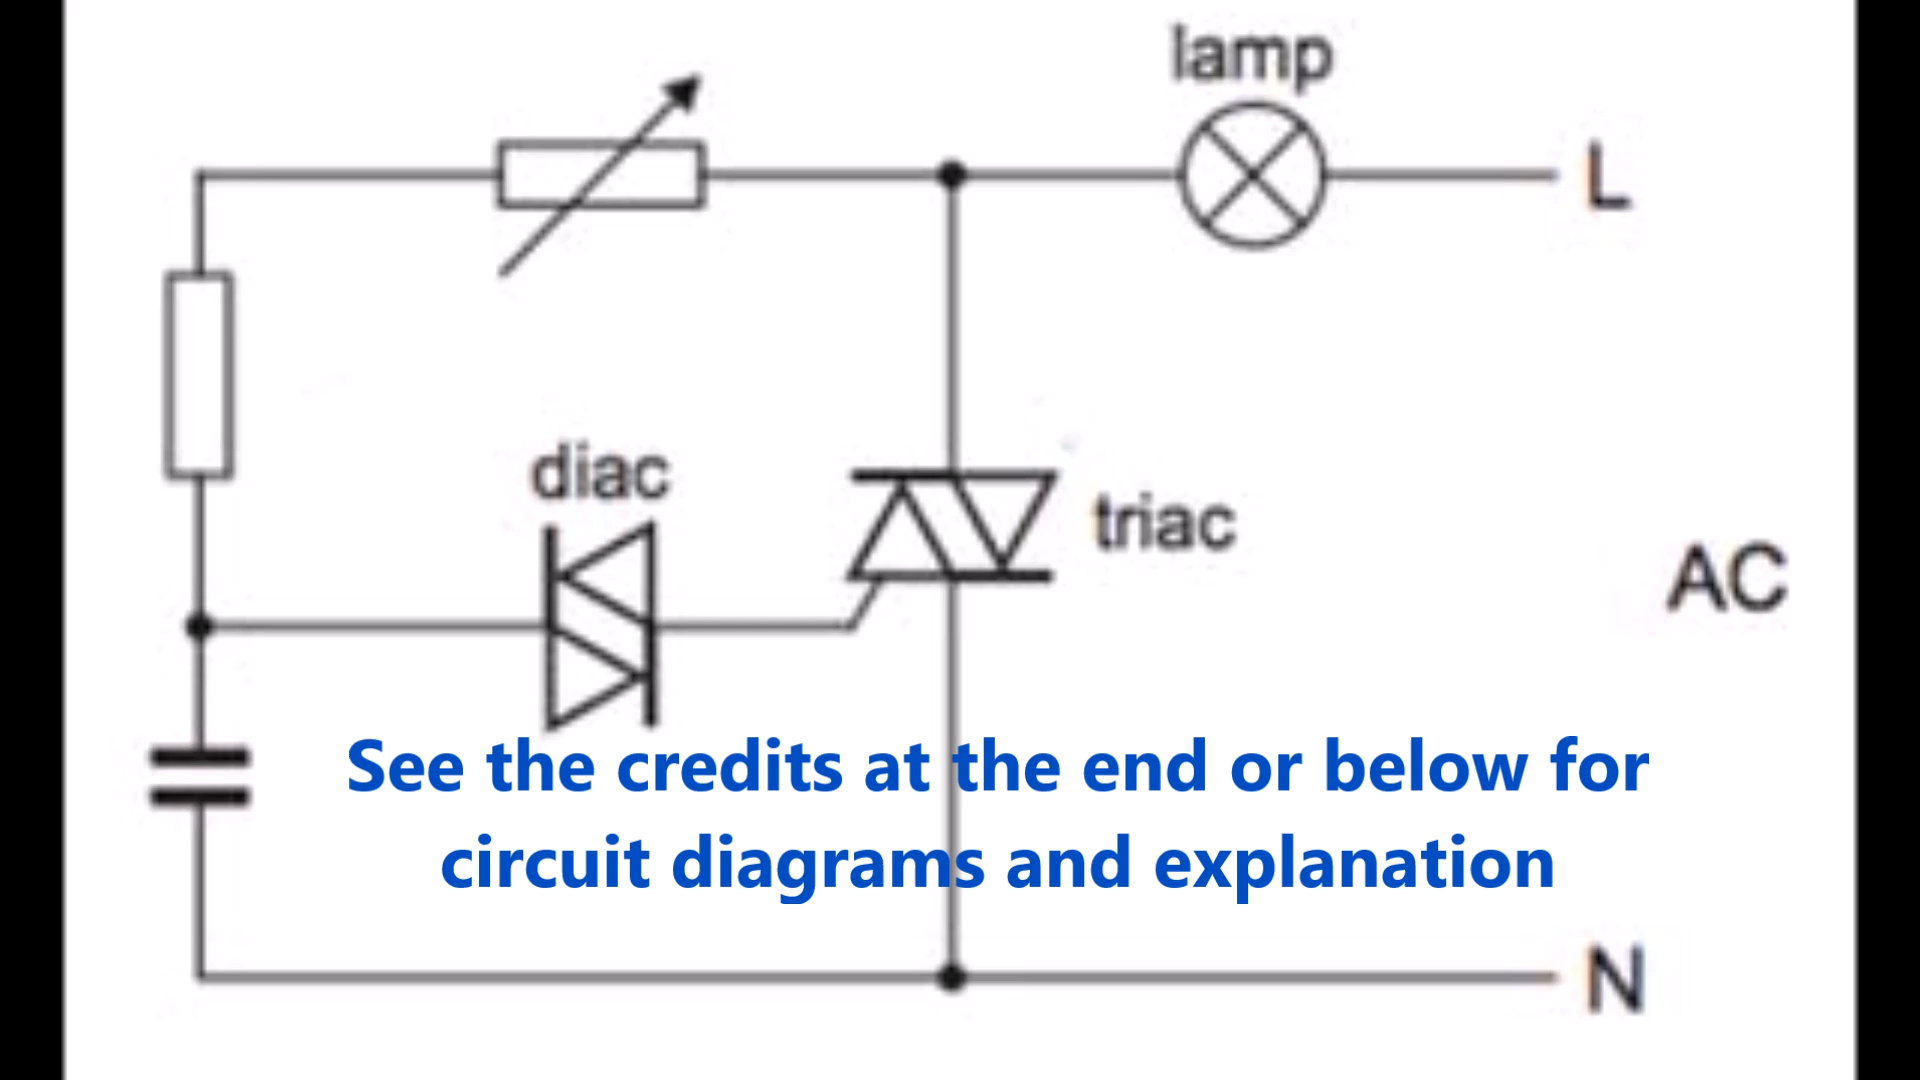 lamp
L
diac
triac
AC
See the credits at the end or below for
circuit diagrams and explanation
N